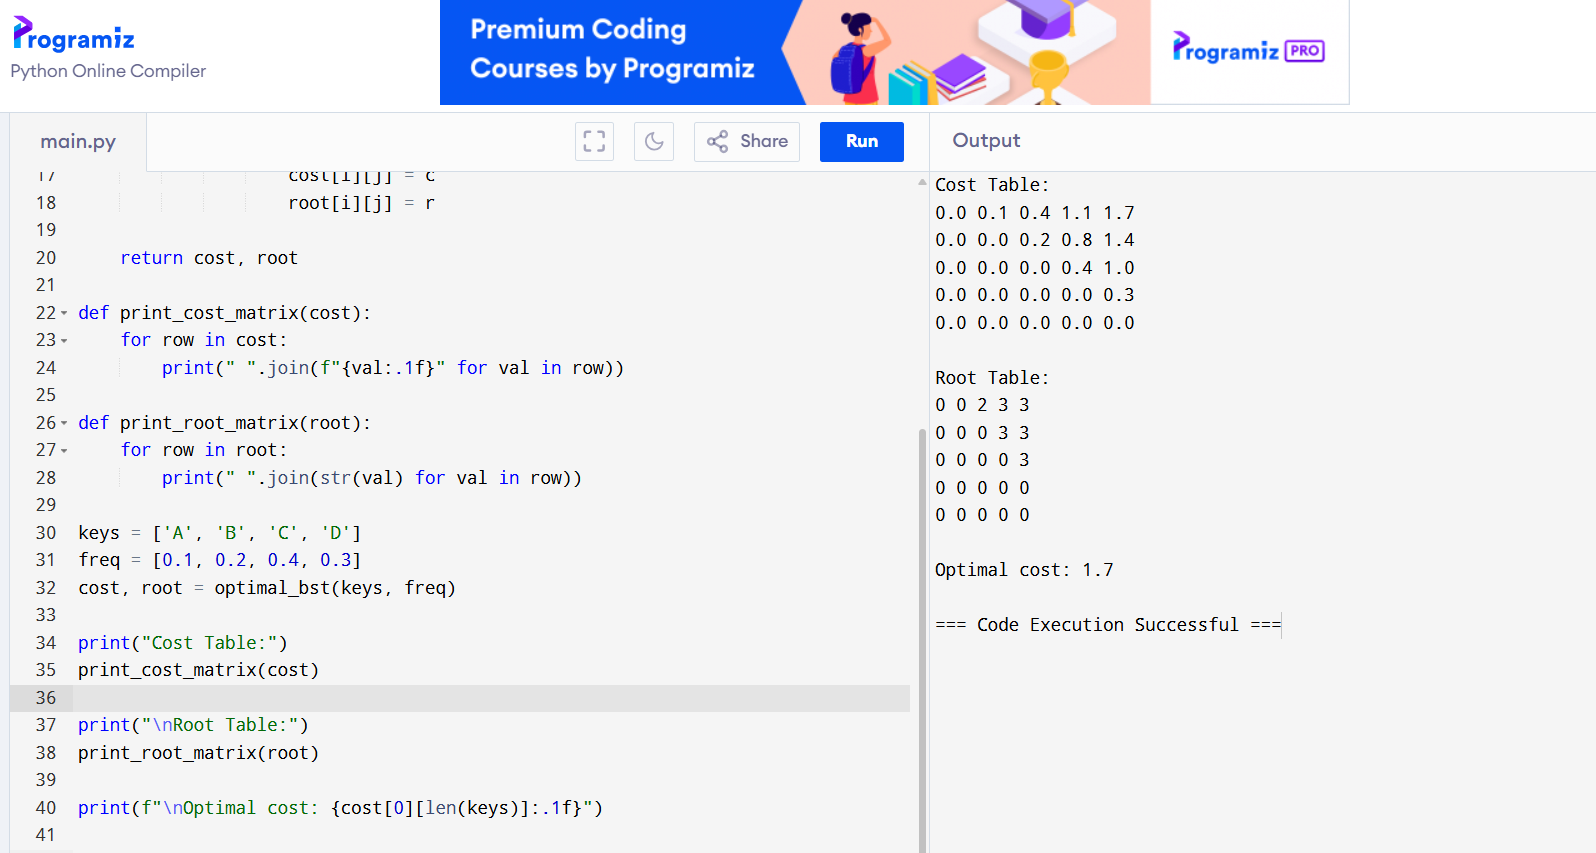 Programiz
Python Online Compiler
Premium Coding
Courses by Programiz
Programiz PRO
main.py
Share
Run
Output
17 cost[i][j] = c
18 root[i][j] = r
19
20 return cost, root
21
22 def print_cost_matrix(cost):
23 for row in cost:
24 print(" ".join(f"{val:.1f}" for val in row))
25
26 def print_root_matrix(root):
27 for row in root:
28 print(" ".join(str(val) for val in row))
29
30 keys = ['A', 'B', 'C', 'D']
31 freq = [0.1, 0.2, 0.4, 0.3]
32 cost, root = optimal_bst(keys, freq)
33
34 print("Cost Table:")
35 print_cost_matrix(cost)
36
37 print("\nRoot Table:")
38 print_root_matrix(root)
39
40 print(f"\nOptimal cost: {cost[0][len(keys)]:.1f}")
41
Cost Table:
0.0 0.1 0.4 1.1 1.7
0.0 0.0 0.2 0.8 1.4
0.0 0.0 0.0 0.4 1.0
0.0 0.0 0.0 0.0 0.3
0.0 0.0 0.0 0.0 0.0
Root Table:
0 0 2 3 3
0 0 0 3 3
0 0 0 0 3
0 0 0 0 0
0 0 0 0 0
Optimal cost: 1.7
=== Code Execution Successful ===